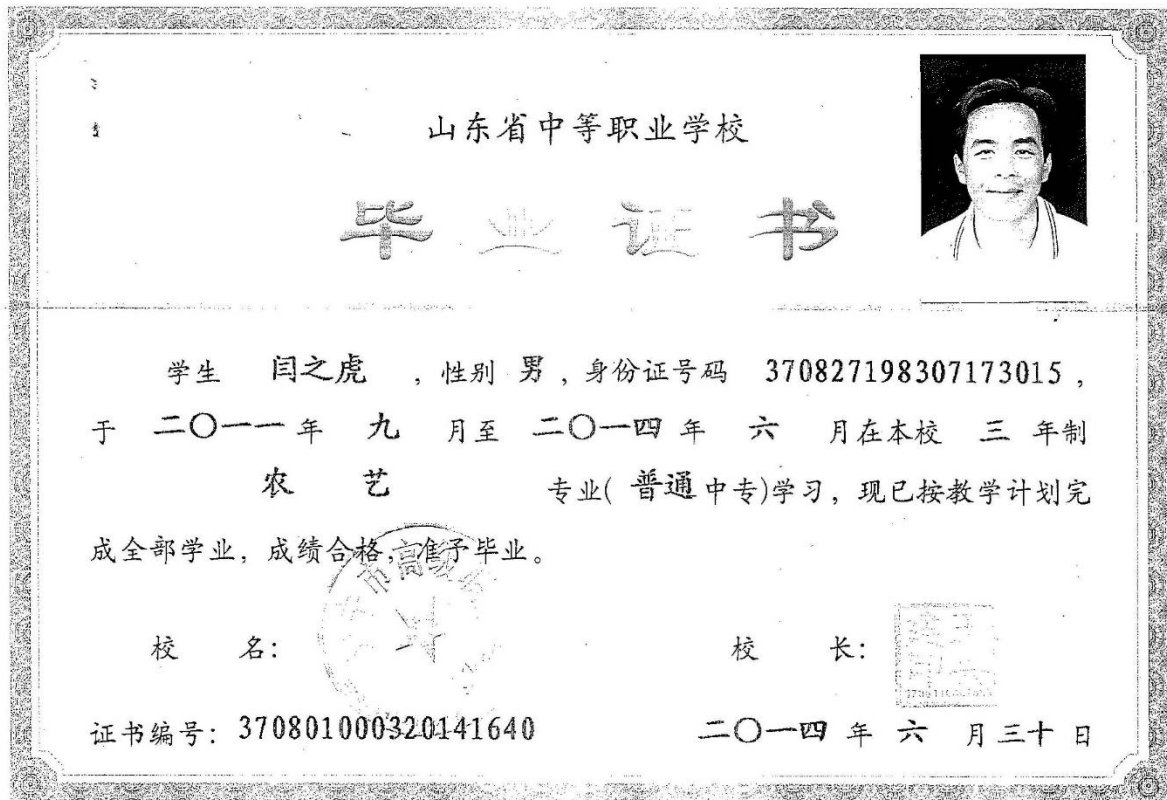 山东省中等职业学校
毕业证书
学生 闫之虎 ，性别 男 ，身份证号码 370827198307173015 ，
于 二〇一一 年 九 月至 二〇一四 年 六 月在本校 三 年制
农 艺 专业( 普通 中专)学习，现已按教学计划完
成全部学业，成绩合格，准予毕业。
市高级
校 名： 校 长：
证书编号：370801000320141640 二〇一四 年 六 月 三十 日